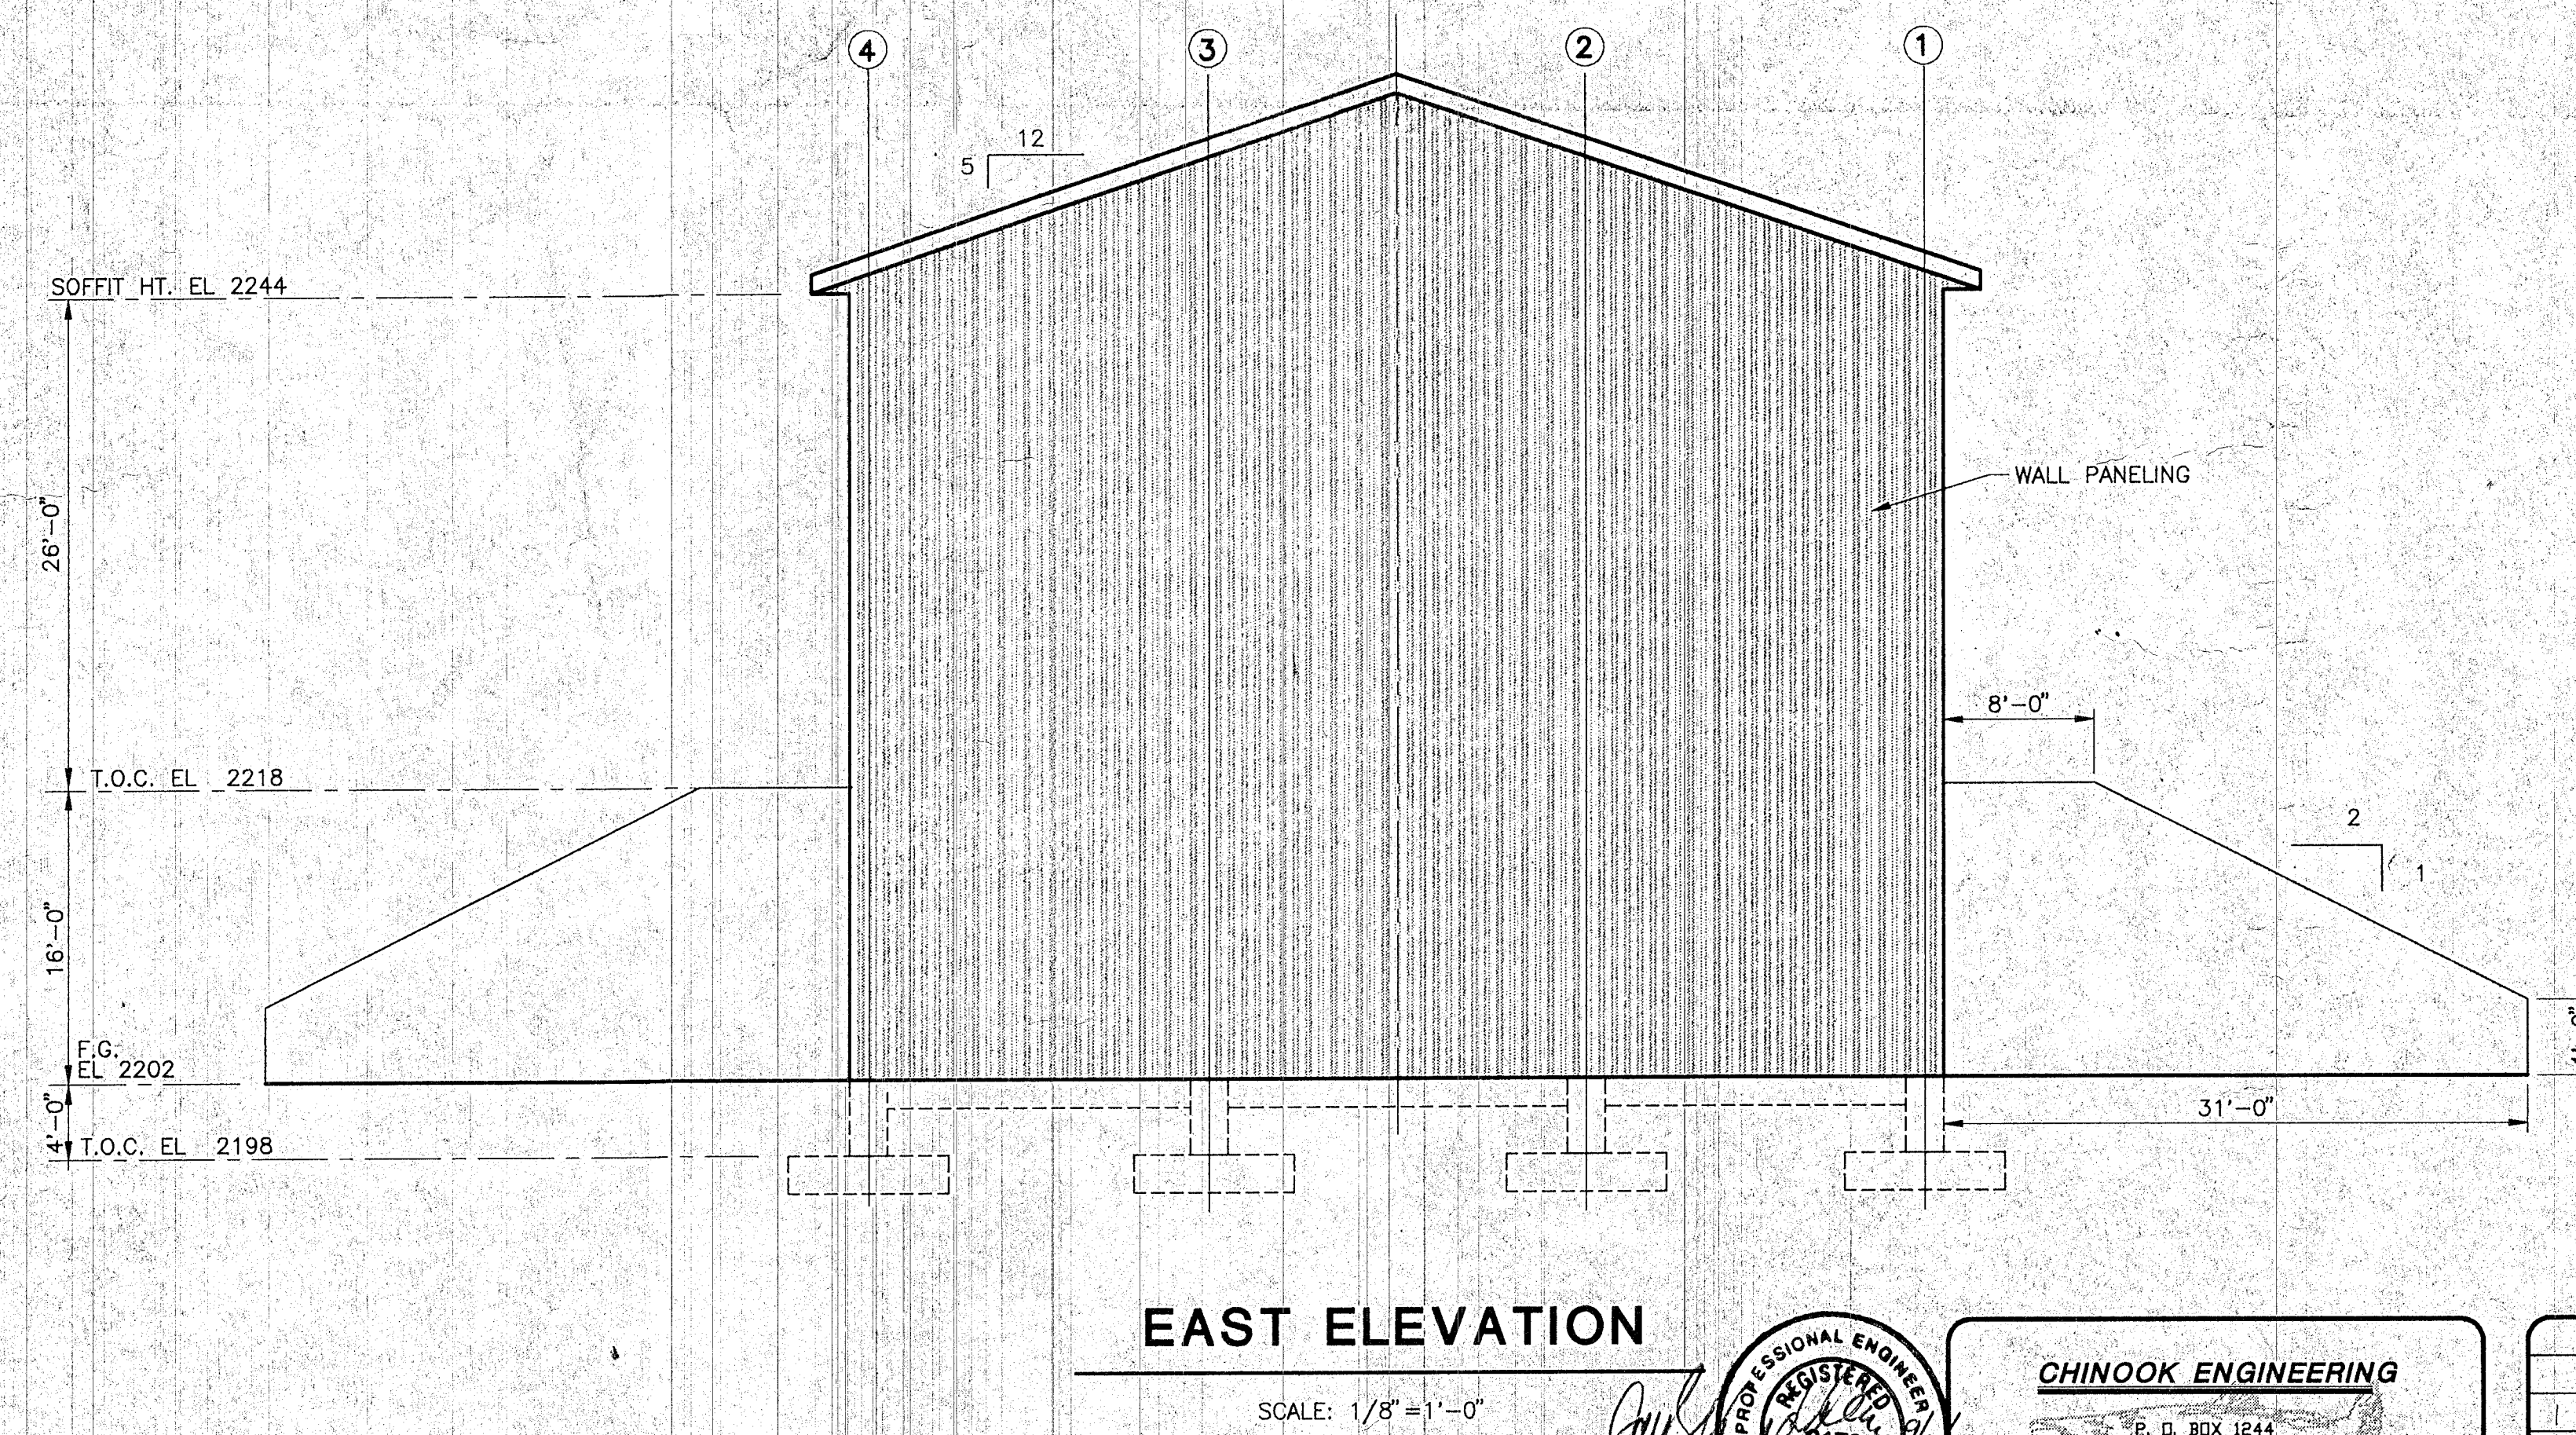 4
3
2
1
12
5
SOFFIT HT. EL 2244
26'-0"
WALL PANELING
8'-0"
T.O.C. EL 2218
2
1
16'-0"
F.G.
EL 2202
31'-0"
4'-0"
T.O.C. EL 2198
EAST ELEVATION
SCALE: 1/8"=1'-0"
PROFESSIONAL ENGINEER
REGISTERED
CHINOOK ENGINEERING
P. O. BOX 1244